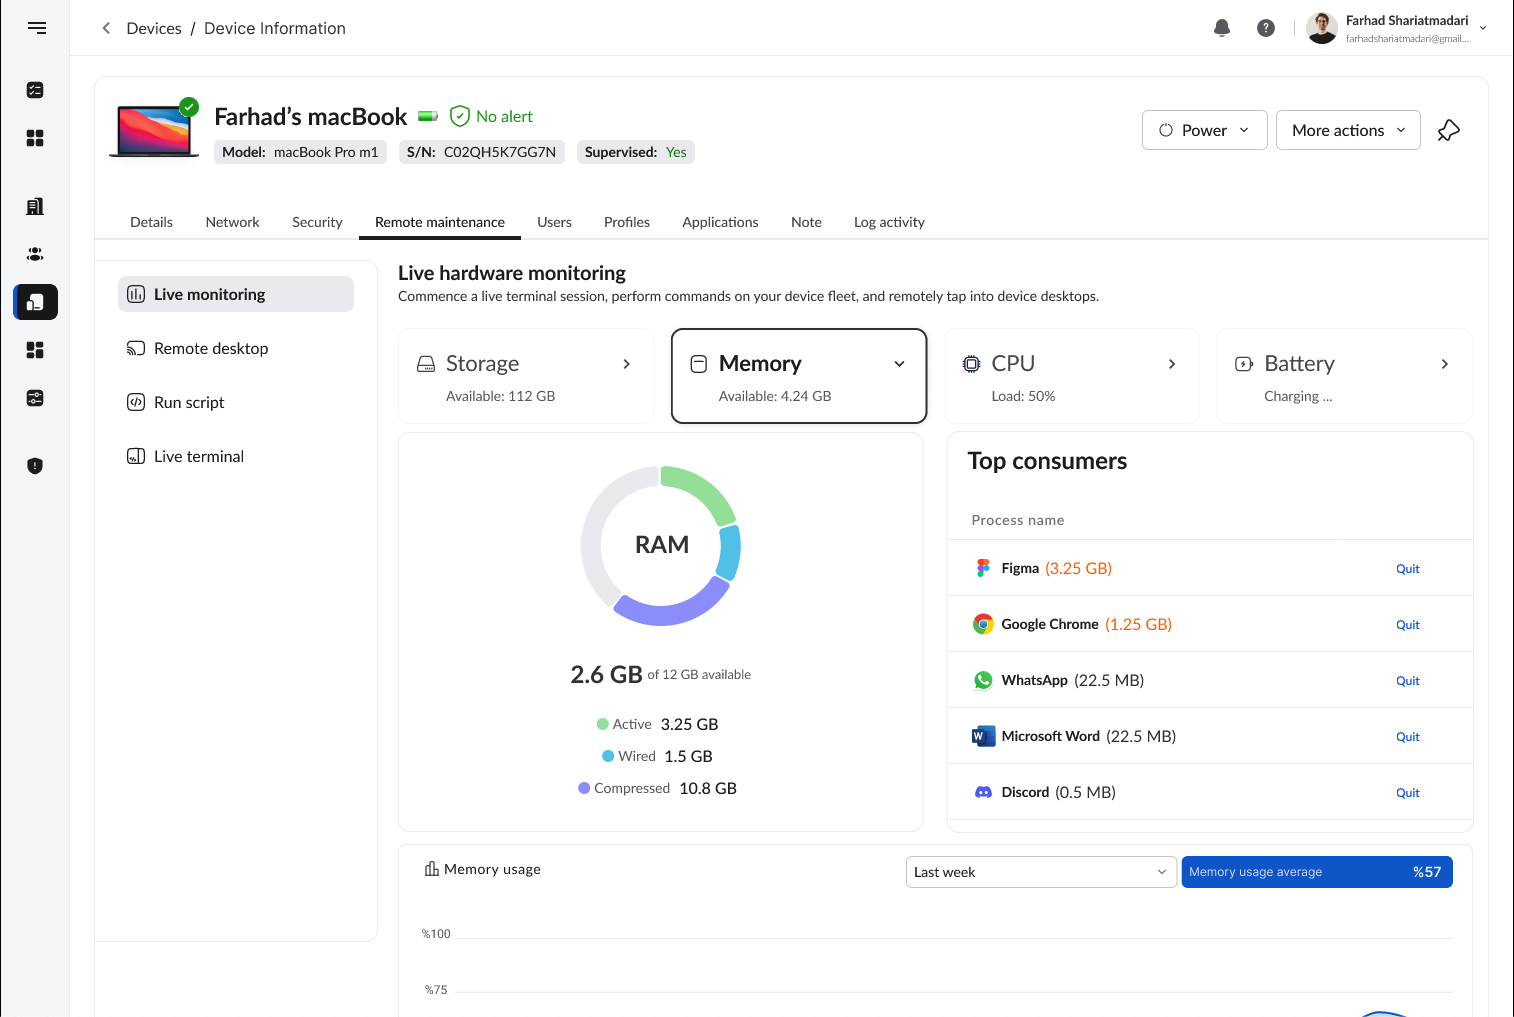 Devices / Device Information
Farhad Shariatmadari
farhadshariatmadari@gmail...
Farhad's macBook
No alert
Model: macBook Pro m1
S/N: C02QH5K7GG7N
Supervised: Yes
Power
More actions
Details
Network
Security
Remote maintenance
Users
Profiles
Applications
Note
Log activity
Live monitoring
Remote desktop
Run script
Live terminal
Live hardware monitoring
Commence a live terminal session, perform commands on your device fleet, and remotely tap into device desktops.
Storage
Available: 112 GB
Memory
Available: 4.24 GB
CPU
Load: 50%
Battery
Charging ...
RAM
2.6 GB of 12 GB available
Active 3.25 GB
Wired 1.5 GB
Compressed 10.8 GB
Top consumers
Process name
Figma (3.25 GB) Quit
Google Chrome (1.25 GB) Quit
WhatsApp (22.5 MB) Quit
Microsoft Word (22.5 MB) Quit
Discord (0.5 MB) Quit
Memory usage
Last week
Memory usage average %57
%100
%75